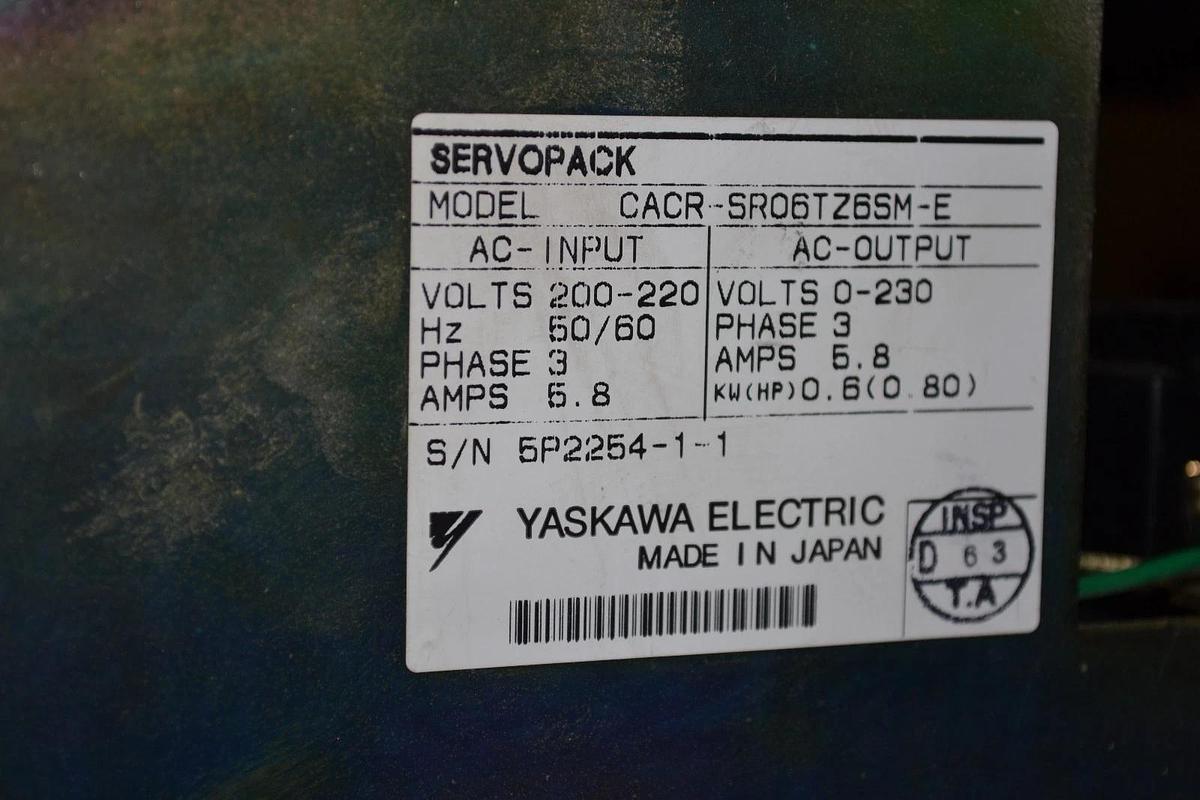 SERVOPACK
MODEL CACR-SR06TZ6SM-E
AC-INPUT AC-OUTPUT
VOLTS 200-220 VOLTS 0-230
Hz 50/60 PHASE 3
PHASE 3 AMPS 5.8
AMPS 5.8 KW(HP) 0.6(0.80)
S/N 5P2254-1-1
YASKAWA ELECTRIC
MADE IN JAPAN
INSP
D 63
T.A